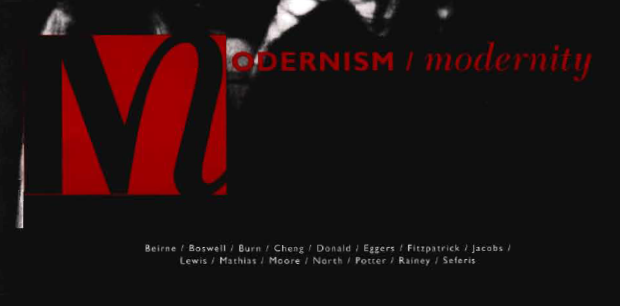 MODERNISM / modernity
Beirne / Boswell / Burn / Cheng / Donald / Eggers / Fitzpatrick / Jacobs /
Lewis / Mathias / Moore / North / Potter / Rainey / Seferis